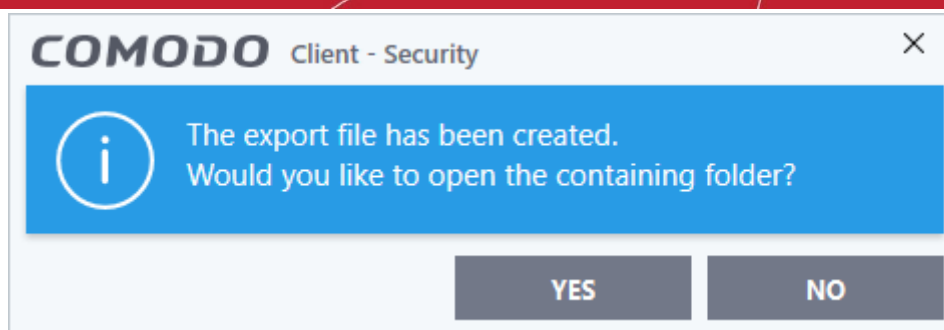 COMODO Client - Security
The export file has been created.
Would you like to open the containing folder?
YES NO